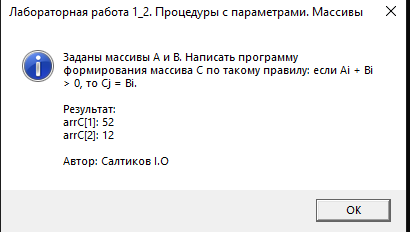 Лабораторная работа 1_2. Процедуры с параметрами. Массивы
Заданы массивы A и B. Написать программу
формирования массива C по такому правилу: если Ai + Bi
> 0, то Cj = Bi.
Результат:
arrC[1]: 52
arrC[2]: 12
Автор: Салтиков І.О
ОК